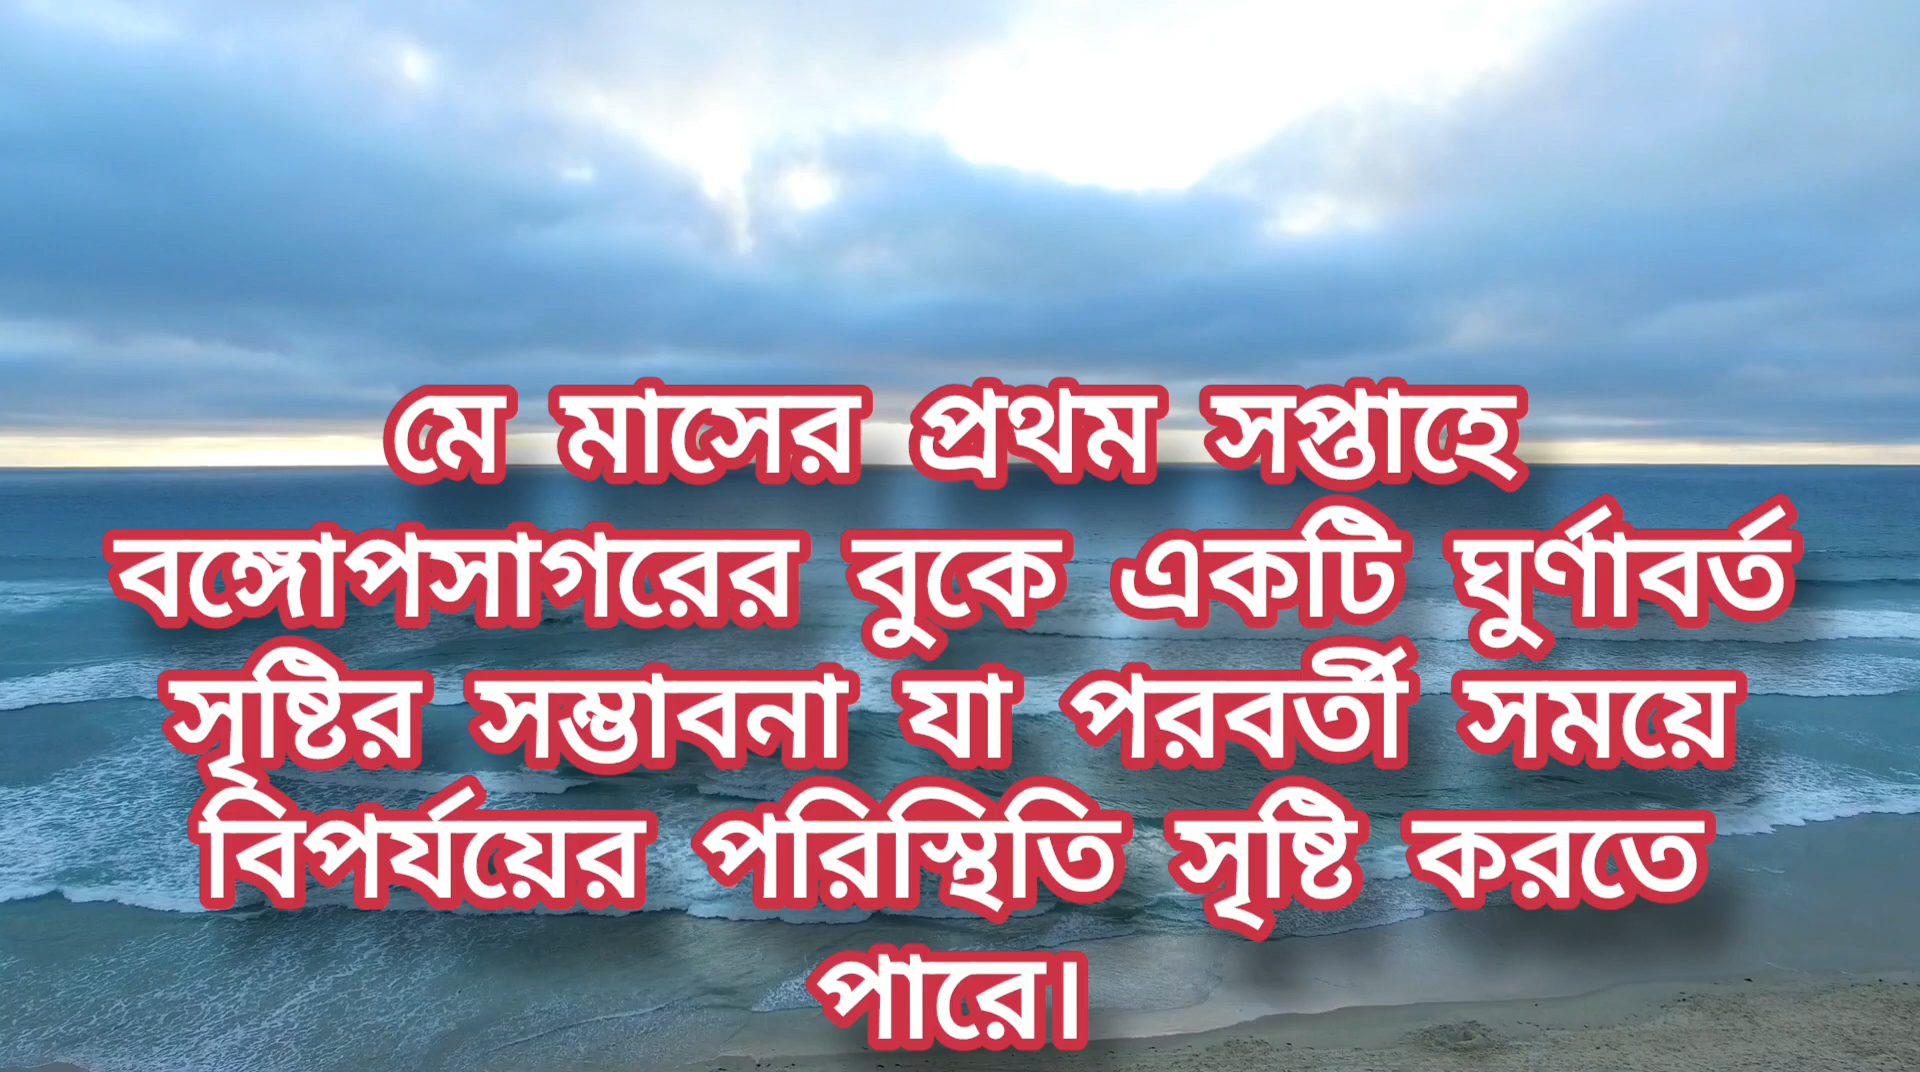 মে মাসের প্রথম সপ্তাহে
বঙ্গোপসাগরের বুকে একটি ঘুর্ণাবর্ত
সৃষ্টির সম্ভাবনা যা পরবর্তী সময়ে
বিপর্যয়ের পরিস্থিতি সৃষ্টি করতে
পারে।